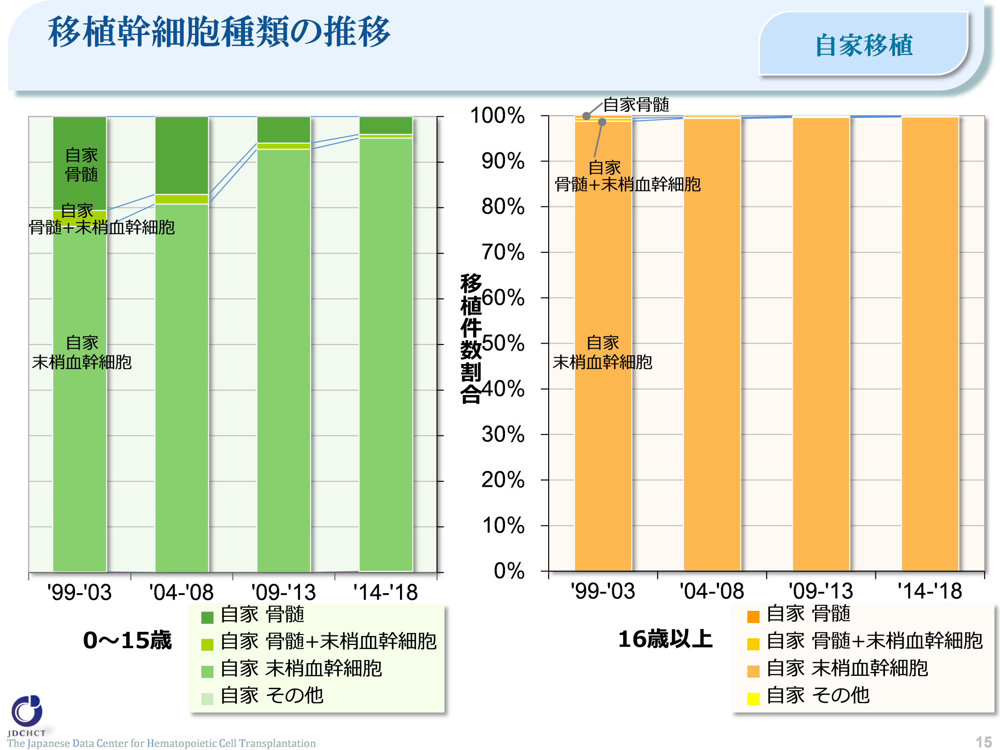 移植幹細胞種類の推移
自家移植
自家
骨髄
自家
骨髄+末梢血幹細胞
自家
末梢血幹細胞
'99-'03
'04-'08
'09-'13
'14-'18
0～15歳
自家 骨髄
自家 骨髄+末梢血幹細胞
自家 末梢血幹細胞
自家 その他
移植件数割合
100%
90%
80%
70%
60%
50%
40%
30%
20%
10%
0%
自家骨髄
自家
骨髄+末梢血幹細胞
自家
末梢血幹細胞
'99-'03
'04-'08
'09-'13
'14-'18
16歳以上
自家 骨髄
自家 骨髄+末梢血幹細胞
自家 末梢血幹細胞
自家 その他
JDCHCT
The Japanese Data Center for Hematopoietic Cell Transplantation
15